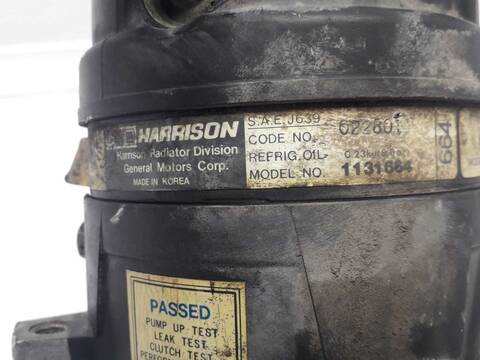 HARRISON
Harrison Radiator Division
General Motors Corp.
MADE IN KOREA
S.A.E. J639
CODE NO.
REFRIG. OIL
MODEL NO. 1131664
664
PASSED
PUMP UP TEST
LEAK TEST
CLUTCH TEST